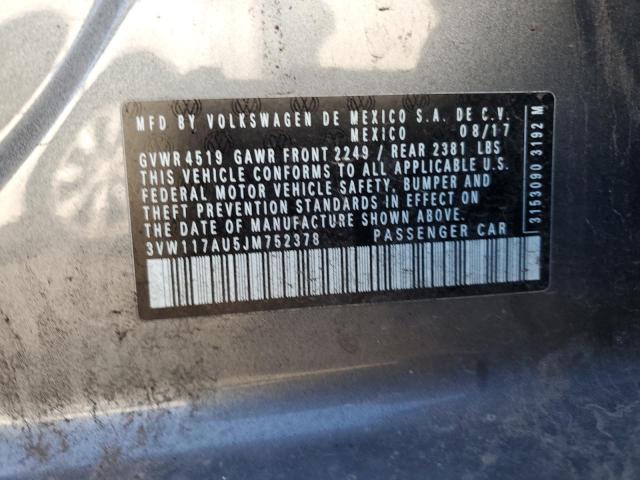 MFD BY VOLKSWAGEN DE MEXICO S.A. DE C.V.
MEXICO 08/17
GVWR 4519 GAWR FRONT 2249 / REAR 2381 LBS
THIS VEHICLE CONFORMS TO ALL APPLICABLE U.S.
FEDERAL MOTOR VEHICLE SAFETY, BUMPER AND
THEFT PREVENTION STANDARDS IN EFFECT ON
THE DATE OF MANUFACTURE SHOWN ABOVE.
3VW117AU5JM752378 PASSENGER CAR
3153090 3192 M